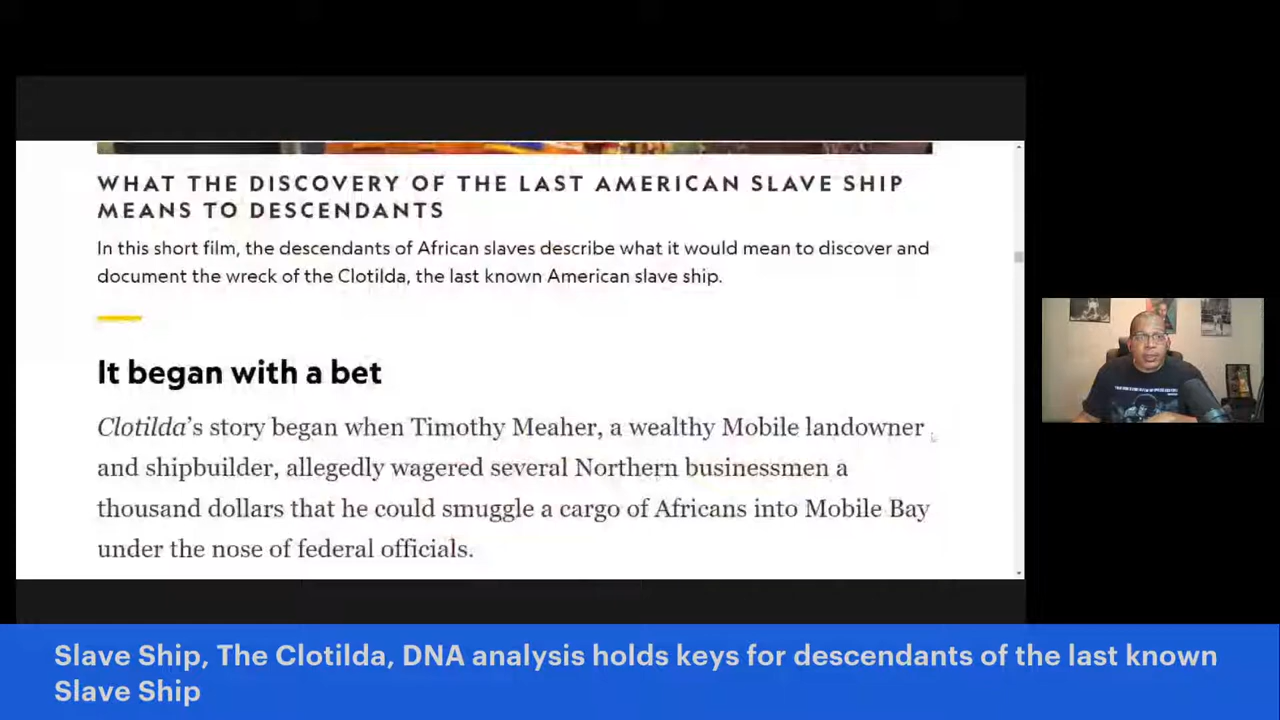 WHAT THE DISCOVERY OF THE LAST AMERICAN SLAVE SHIP
MEANS TO DESCENDANTS
In this short film, the descendants of African slaves describe what it would mean to discover and
document the wreck of the Clotilda, the last known American slave ship.
It began with a bet
Clotilda's story began when Timothy Meaher, a wealthy Mobile landowner
and shipbuilder, allegedly wagered several Northern businessmen a
thousand dollars that he could smuggle a cargo of Africans into Mobile Bay
under the nose of federal officials.
Slave Ship, The Clotilda, DNA analysis holds keys for descendants of the last known
Slave Ship